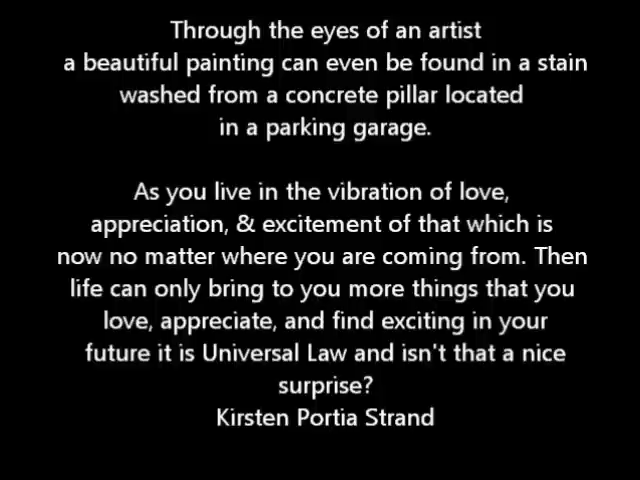 Through the eyes of an artist
a beautiful painting can even be found in a stain
washed from a concrete pillar located
in a parking garage.
As you live in the vibration of love,
appreciation, & excitement of that which is
now no matter where you are coming from. Then
life can only bring to you more things that you
love, appreciate, and find exciting in your
future it is Universal Law and isn't that a nice
surprise?
Kirsten Portia Strand